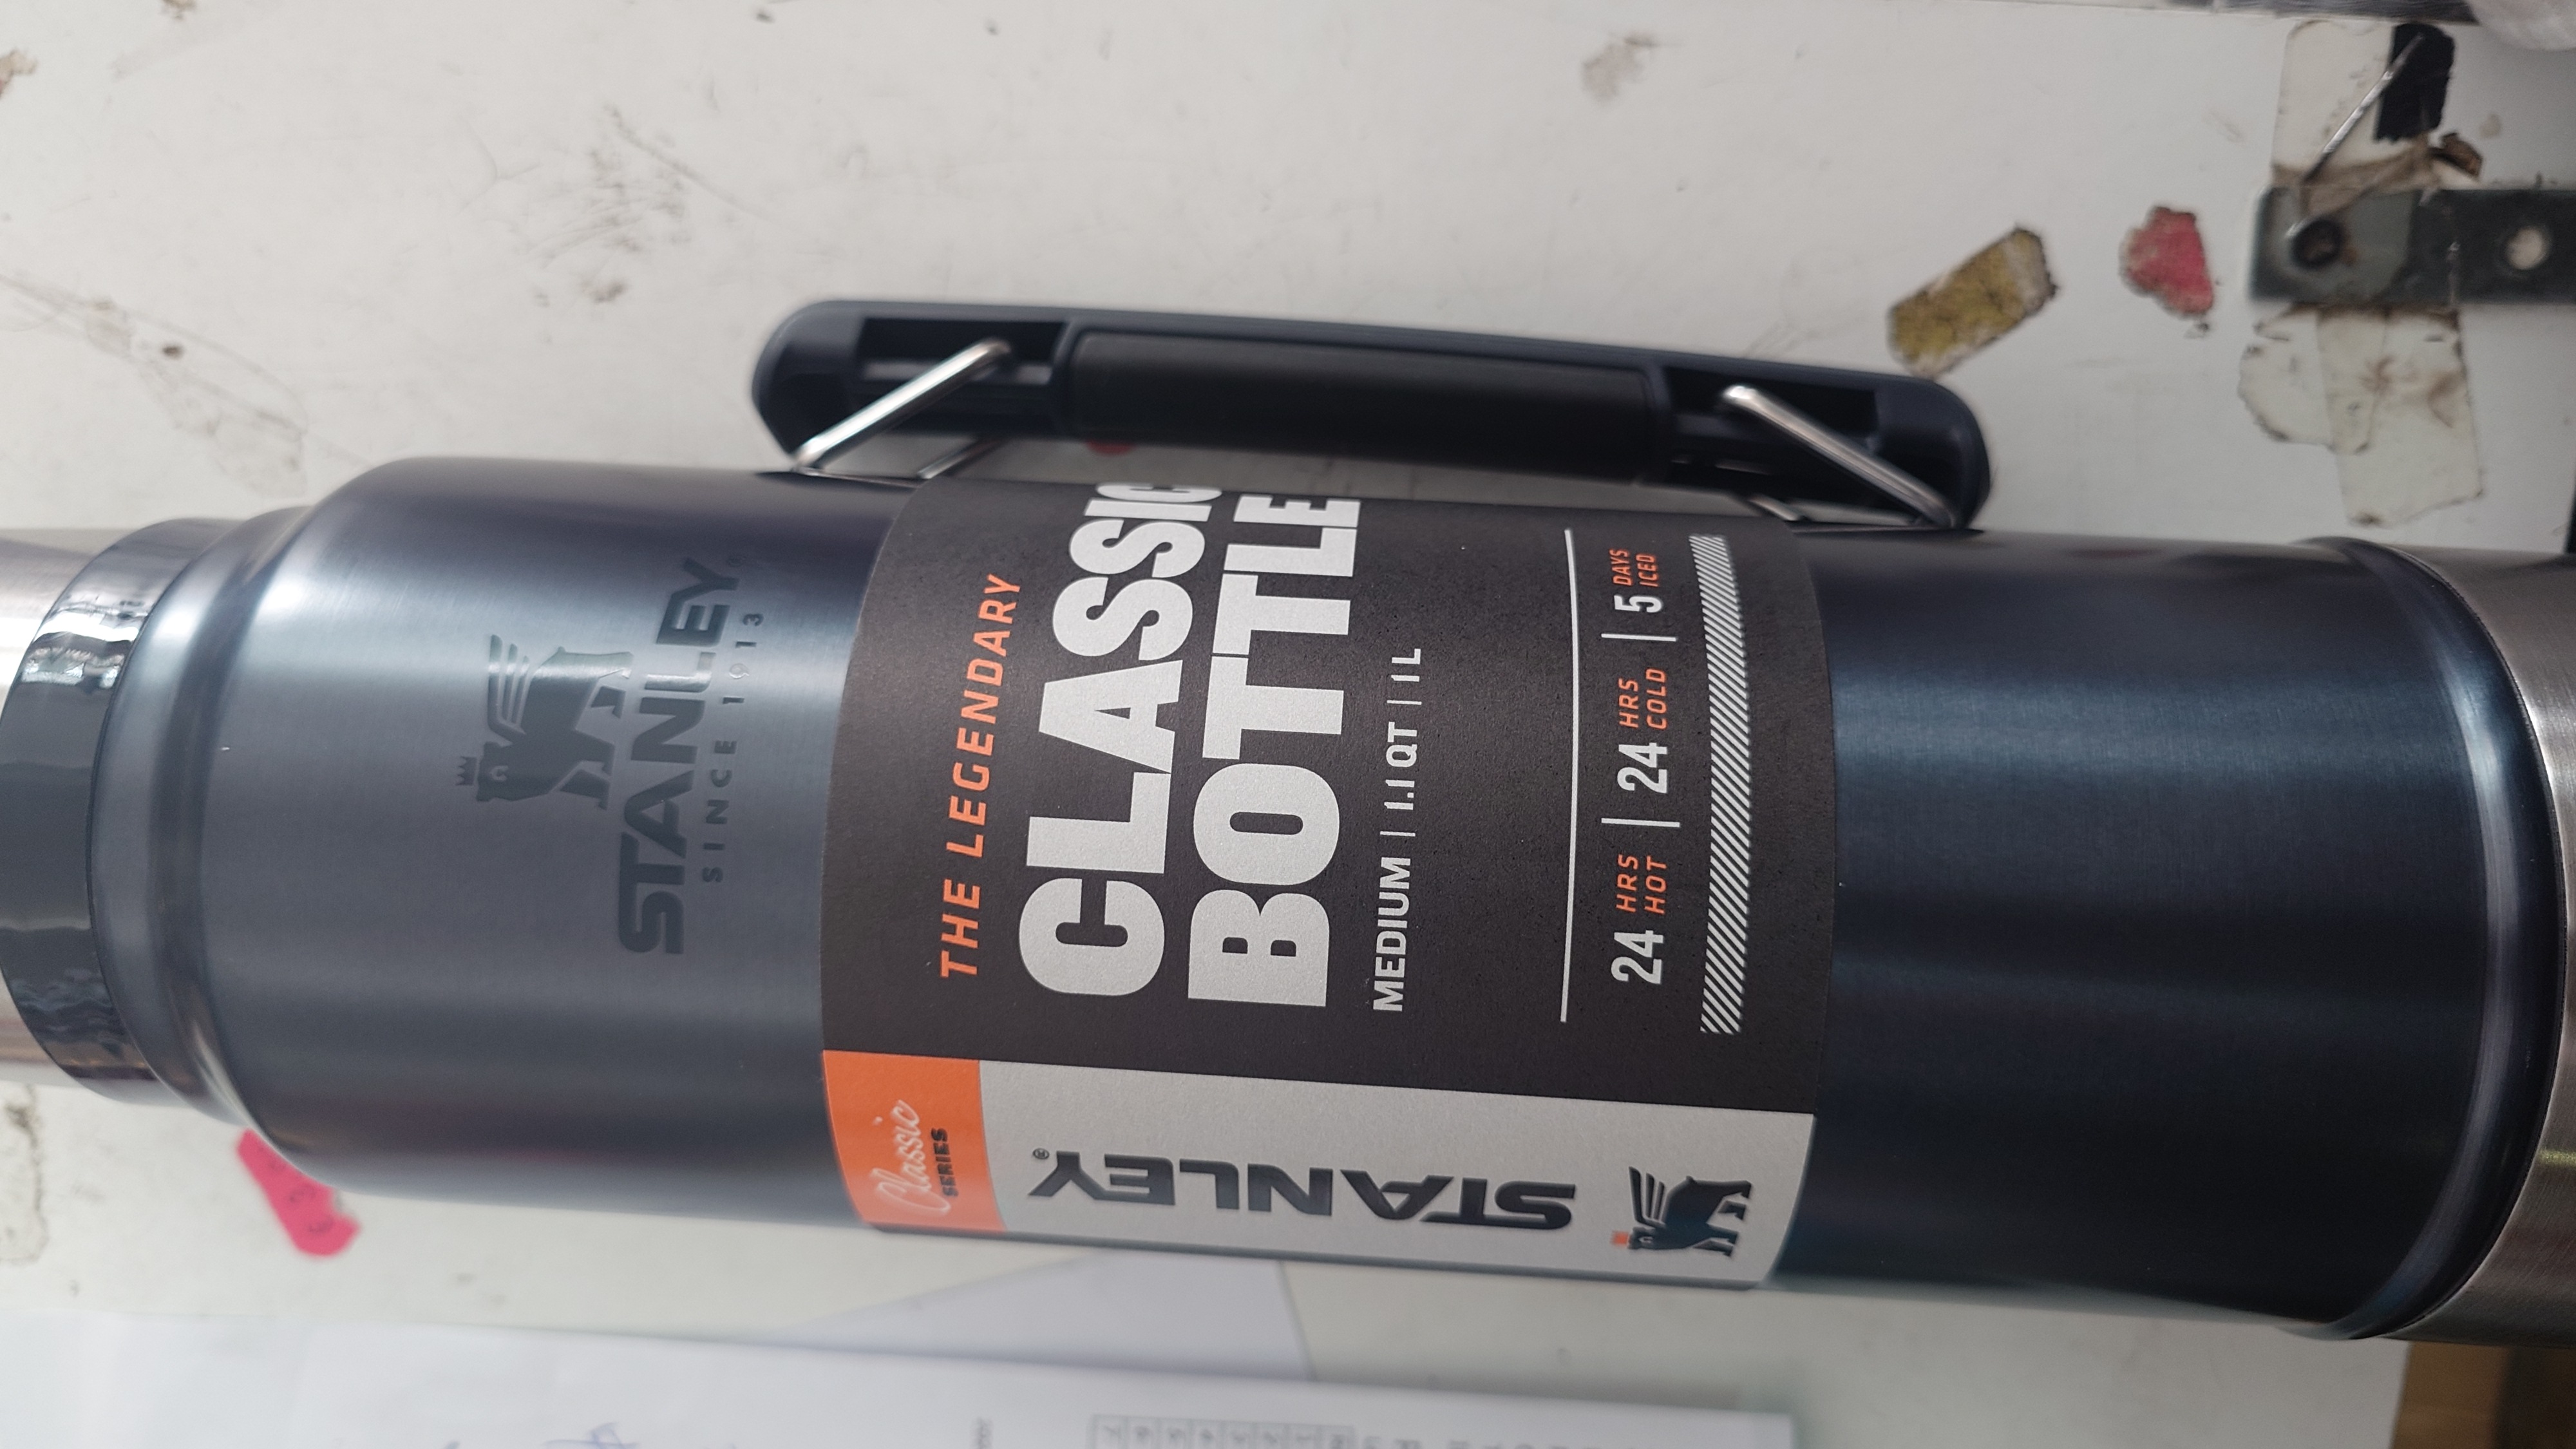 STANLEY
SINCE 1913
THE LEGENDARY
CLASSIC
BOTTLE
MEDIUM | 1.1 QT | 1 L
24 HRS HOT | 24 HRS COLD | 5 DAYS ICED
Classic
SERIES
STANLEY®